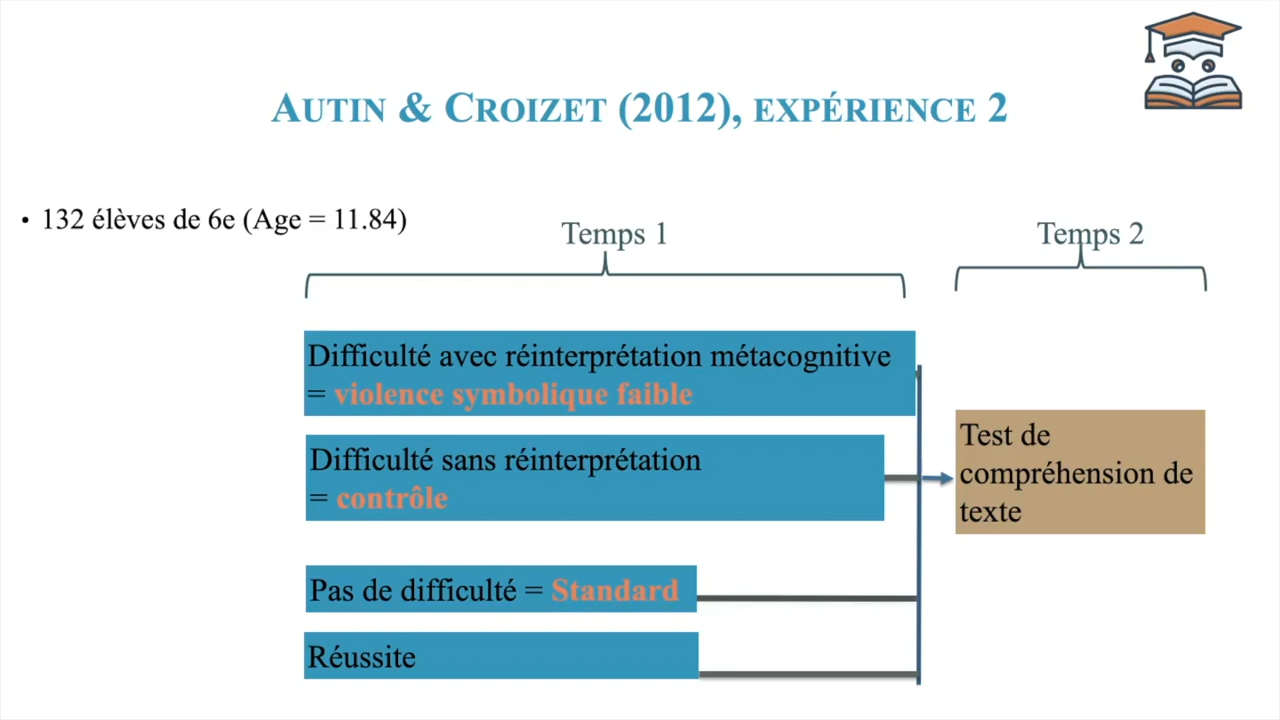 AUTIN & CROIZET (2012), EXPÉRIENCE 2
• 132 élèves de 6e (Age = 11.84)
Temps 1
Temps 2
Difficulté avec réinterprétation métacognitive
= violence symbolique faible
Difficulté sans réinterprétation
= contrôle
Pas de difficulté = Standard
Réussite
Test de
compréhension de
texte